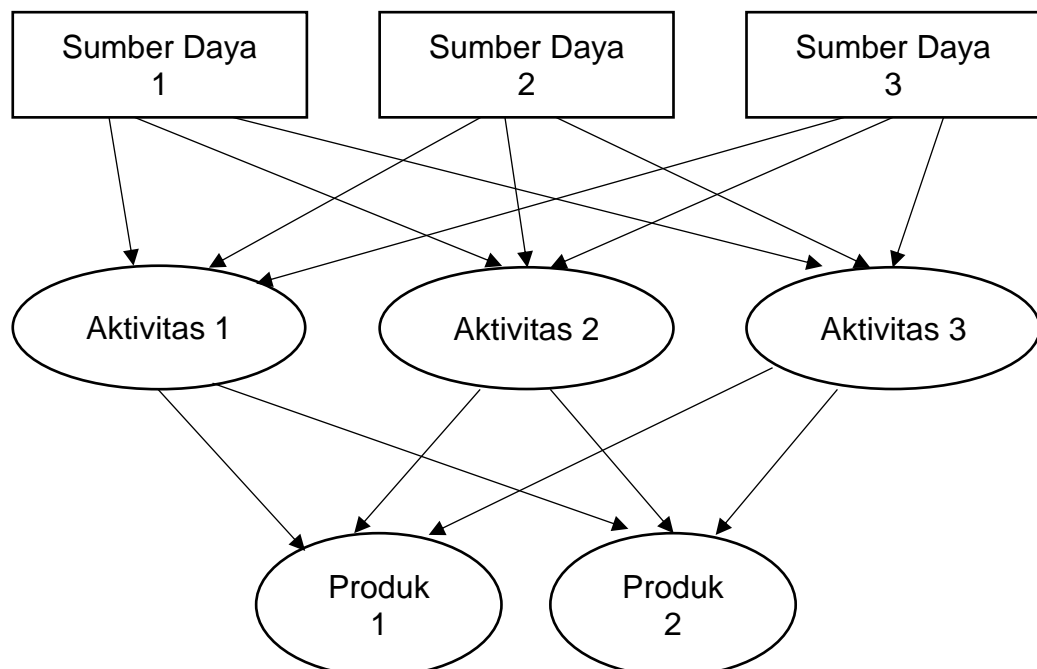 Sumber Daya
1
Sumber Daya
2
Sumber Daya
3
Aktivitas 1
Aktivitas 2
Aktivitas 3
Produk
1
Produk
2